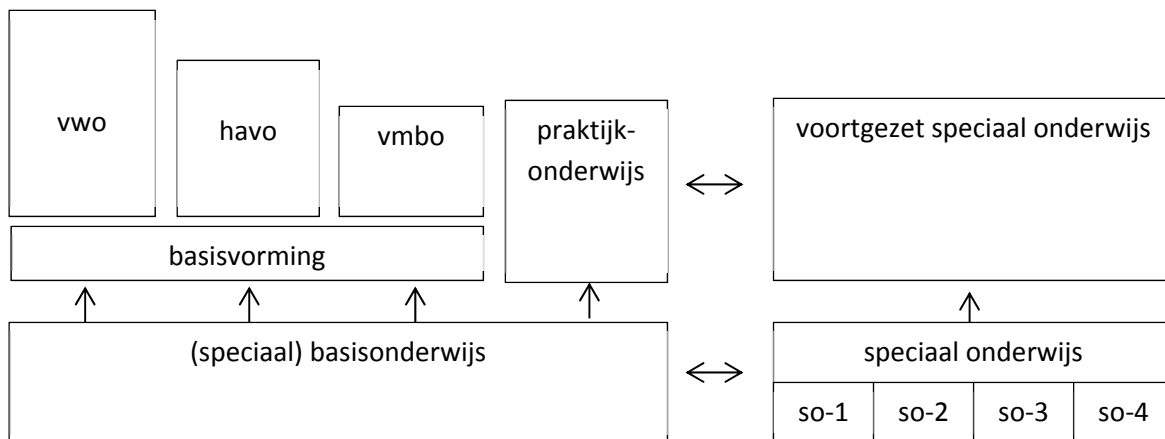 vwo
havo
vmbo
praktijk-
onderwijs
voortgezet speciaal onderwijs
basisvorming
(speciaal) basisonderwijs
speciaal onderwijs
so-1
so-2
so-3
so-4